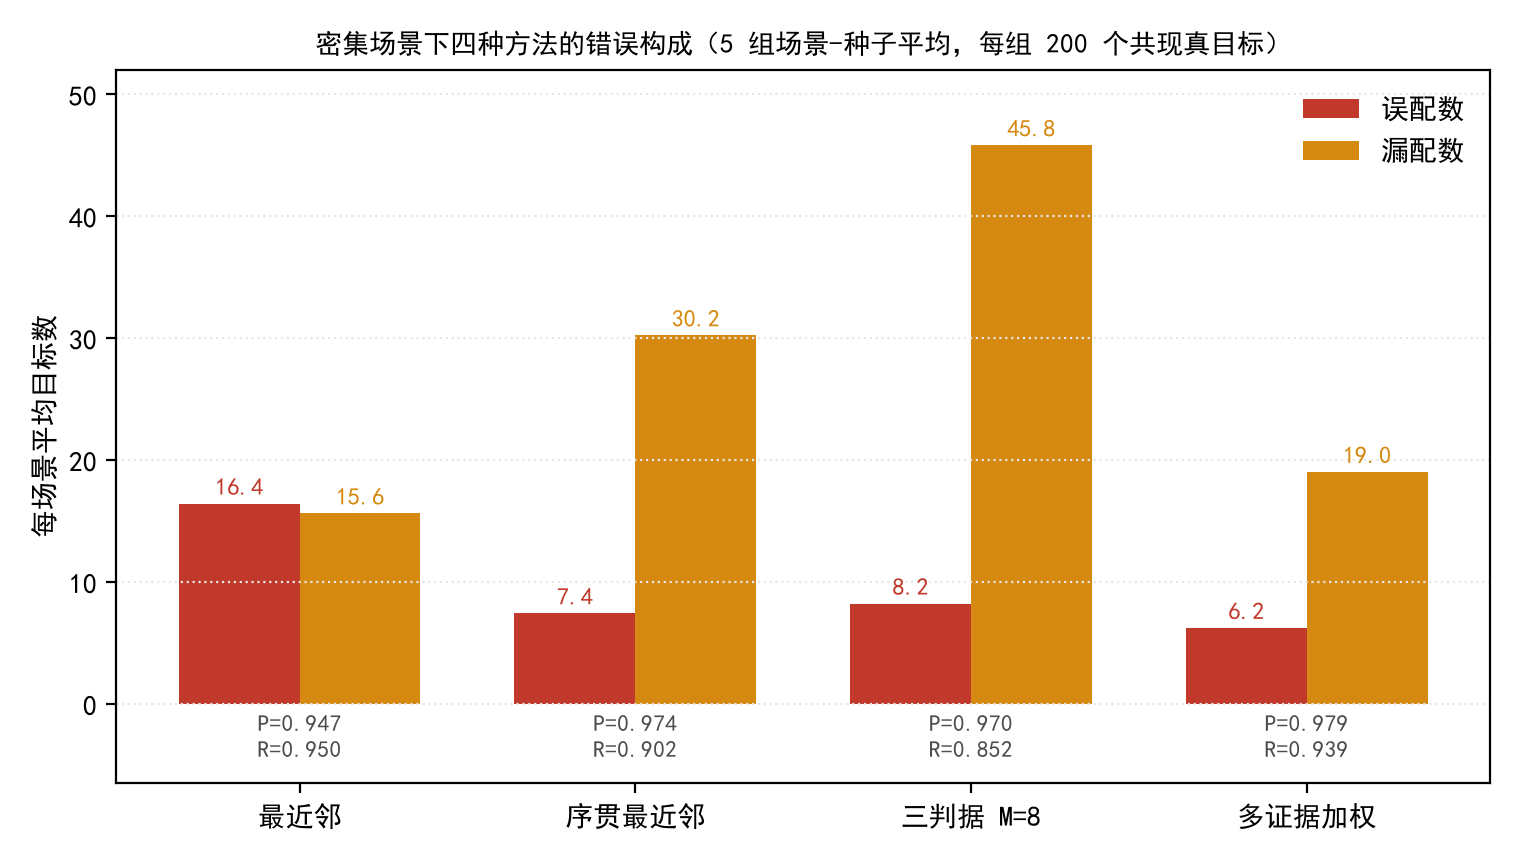 密集场景下四种方法的错误构成（5 组场景-种子平均，每组 200 个共现真目标）
误配数
漏配数
每场景平均目标数
50
40
30
20
10
0
16.4
15.6
7.4
30.2
8.2
45.8
6.2
19.0
P=0.947
R=0.950
P=0.974
R=0.902
P=0.970
R=0.852
P=0.979
R=0.939
最近邻
序贯最近邻
三判据 M=8
多证据加权